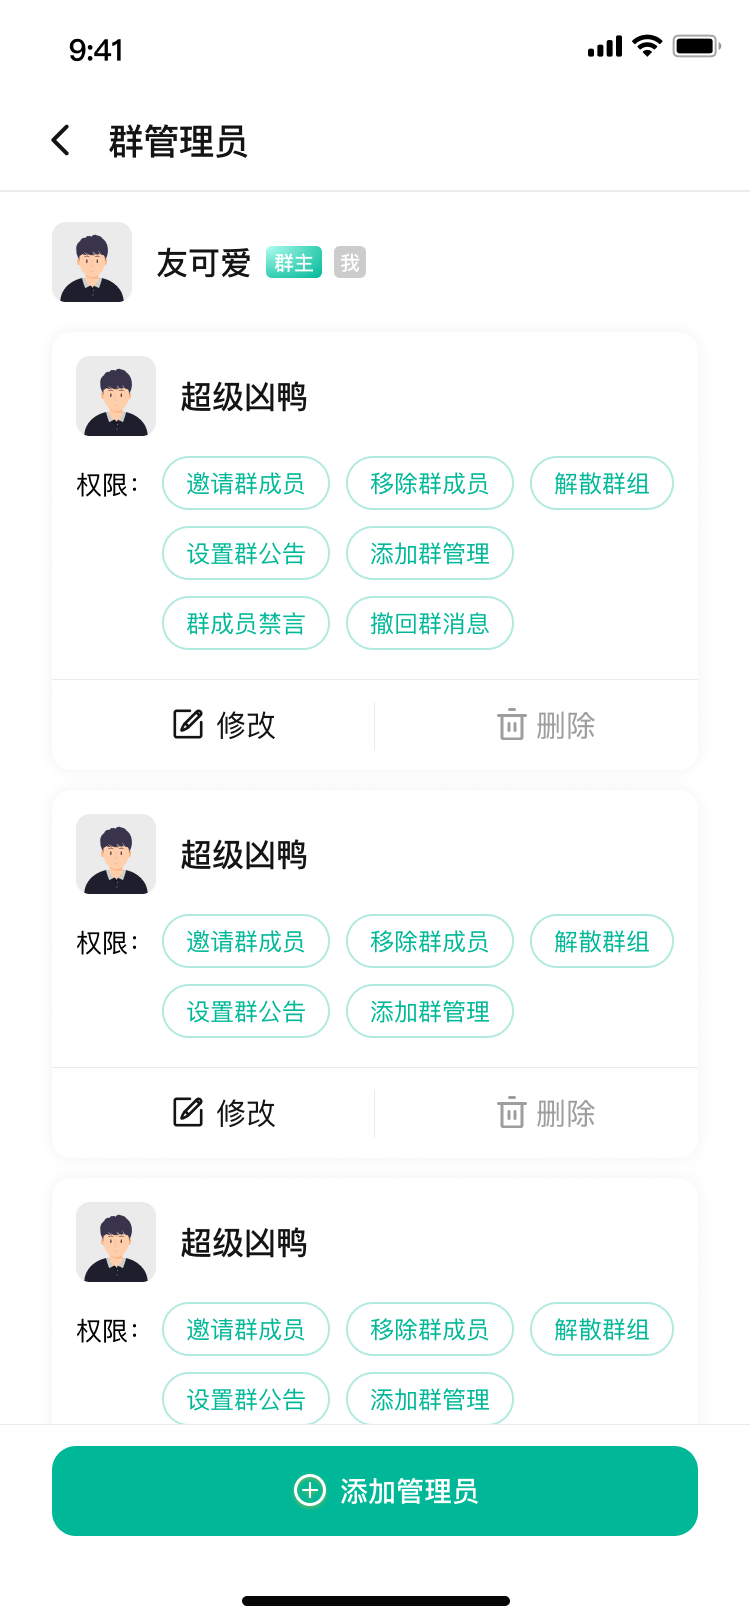 9:41
群管理员
友可爱 群主 我
超级凶鸭
权限： 邀请群成员 移除群成员 解散群组
设置群公告 添加群管理
群成员禁言 撤回群消息
修改 删除
超级凶鸭
权限： 邀请群成员 移除群成员 解散群组
设置群公告 添加群管理
修改 删除
超级凶鸭
权限： 邀请群成员 移除群成员 解散群组
设置群公告 添加群管理
添加管理员